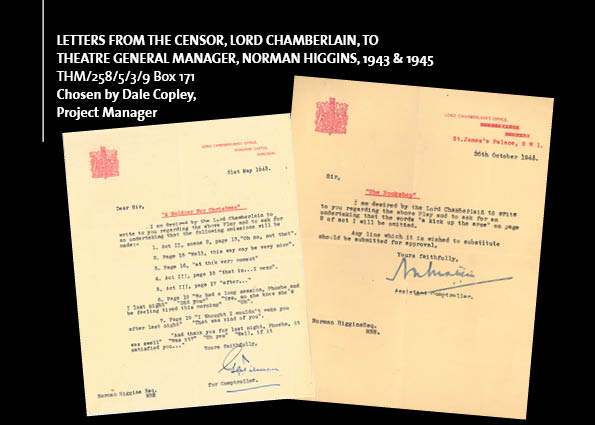 LETTERS FROM THE CENSOR, LORD CHAMBERLAIN, TO
THEATRE GENERAL MANAGER, NORMAN HIGGINS, 1943 & 1945
THM/258/5/3/9 Box 171
Chosen by Dale Copley,
Project Manager
LORD CHAMBERLAIN'S OFFICE,
WINDSOR CASTLE,
WINDSOR.
31st May 1943.
Dear Sir,
"A Soldier For Christmas"
I am desired by the Lord Chamberlain to
write to you regarding the above Play and to ask for
an undertaking that the following omissions will be
made:-
1. Act II, scene 2, page 13,"Oh no, not that".
2. Page 15 "Well, this way may be very nice".
3. Page 16, "at this very moment"
4. Act III, page 15 "that is...I mean".
5. Act III, page 17 "after..."
6. Page 19 "We had a long session, Phoebe and
I last night" "Did you?" "Yes, so she knew she'd
be feeling tired this morning" "Oh".
7. Page 19 "I thought I wouldn't wake you
after last night" "That was kind of you".
"And thank you for last night, Phoebe, it
was swell" "Was it?" "Oh yes" "Well, if it
satisfied you..."
Yours faithfully,
for Comptroller.
Norman Higgins Esq.
LORD CHAMBERLAIN'S OFFICE,
St.James's Palace, S W 1.
26th October 1945.
Sir,
"The Bookshop"
I am desired by the Lord Chamberlain to write
to you regarding the above Play and to ask for an
undertaking that the words "a kick up the arse" on page
8 of Act I will be omitted.
Any line which it is wished to substitute
should be submitted for approval.
Yours faithfully,
Assistant Comptroller.
Norman HigginsEsq.